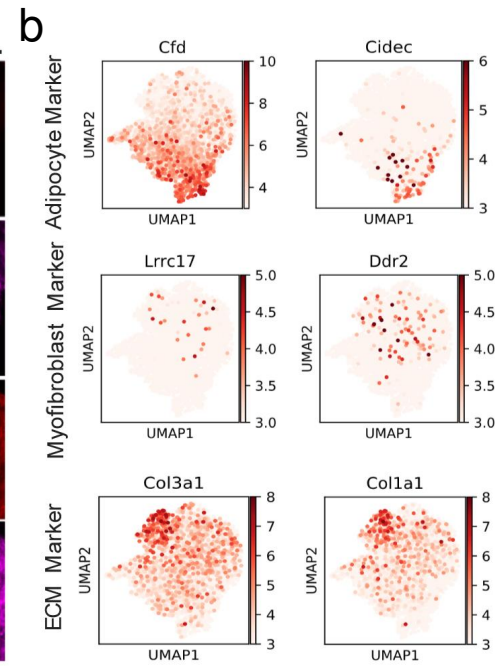 b
Adipocyte Marker
Cfd
UMAP2
UMAP1
10
8
6
4
Cidec
UMAP2
UMAP1
6
5
4
3
Myofibroblast Marker
Lrrc17
UMAP2
UMAP1
5.0
4.5
4.0
3.5
3.0
Ddr2
UMAP2
UMAP1
5.0
4.5
4.0
3.5
3.0
ECM Marker
Col3a1
UMAP2
UMAP1
8
7
6
5
4
3
Col1a1
UMAP2
UMAP1
8
7
6
5
4
3